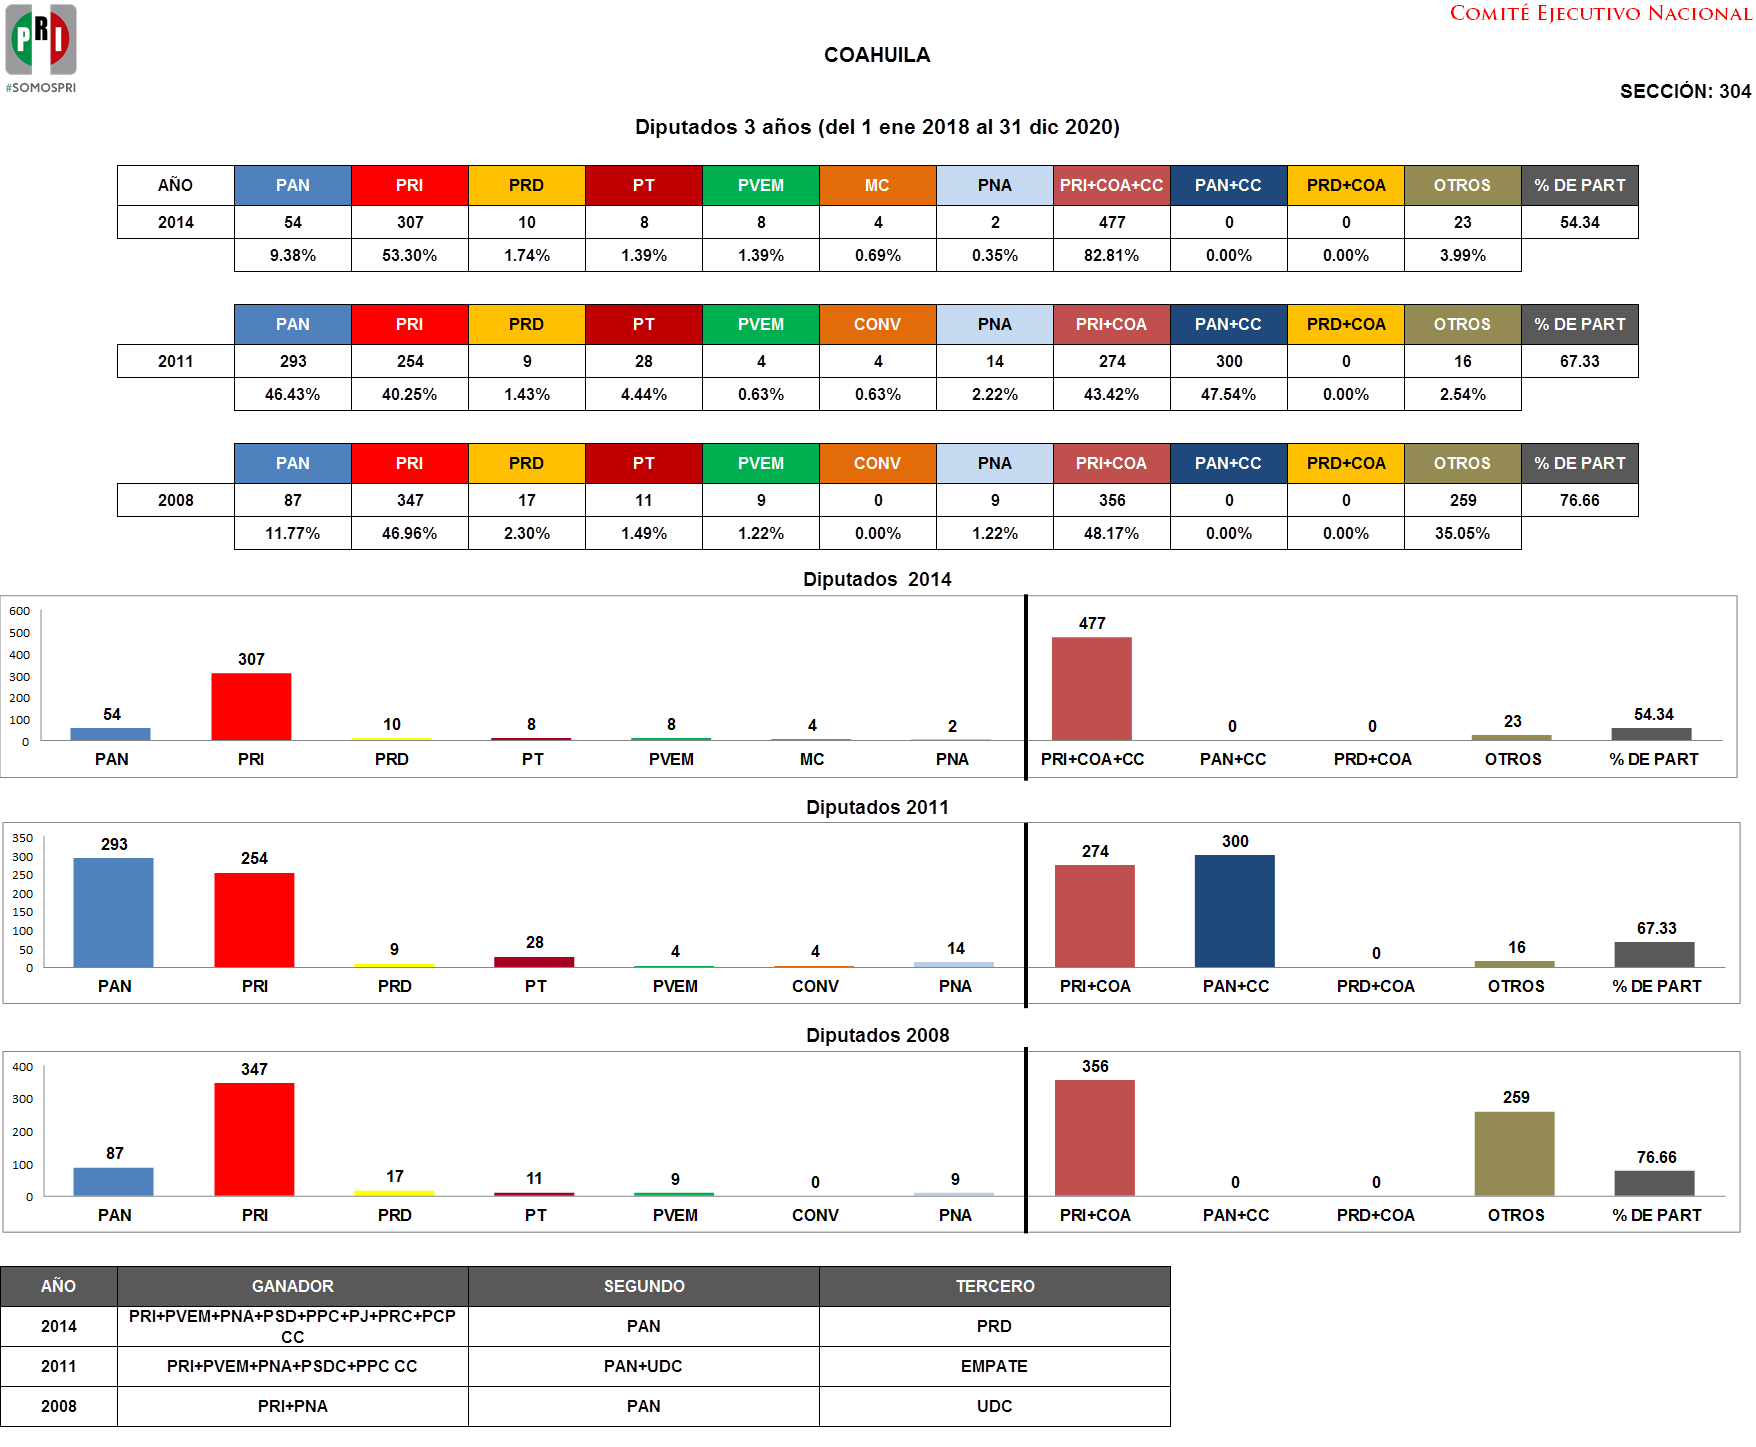 COMITÉ EJECUTIVO NACIONAL
PRI
#SOMOSPRI
COAHUILA
SECCIÓN: 304
Diputados 3 años (del 1 ene 2018 al 31 dic 2020)
AÑO PAN PRI PRD PT PVEM MC PNA PRI+COA+CC PAN+CC PRD+COA OTROS % DE PART
2014 54 307 10 8 8 4 2 477 0 0 23 54.34
9.38% 53.30% 1.74% 1.39% 1.39% 0.69% 0.35% 82.81% 0.00% 0.00% 3.99%
PAN PRI PRD PT PVEM CONV PNA PRI+COA PAN+CC PRD+COA OTROS % DE PART
2011 293 254 9 28 4 4 14 274 300 0 16 67.33
46.43% 40.25% 1.43% 4.44% 0.63% 0.63% 2.22% 43.42% 47.54% 0.00% 2.54%
PAN PRI PRD PT PVEM CONV PNA PRI+COA PAN+CC PRD+COA OTROS % DE PART
2008 87 347 17 11 9 0 9 356 0 0 259 76.66
11.77% 46.96% 2.30% 1.49% 1.22% 0.00% 1.22% 48.17% 0.00% 0.00% 35.05%
Diputados  2014
600
500
400
300
200
100
0
54 307 10 8 8 4 2 477 0 0 23 54.34
PAN PRI PRD PT PVEM MC PNA PRI+COA+CC PAN+CC PRD+COA OTROS % DE PART
Diputados 2011
350
300
250
200
150
100
50
0
293 254 9 28 4 4 14 274 300 0 16 67.33
PAN PRI PRD PT PVEM CONV PNA PRI+COA PAN+CC PRD+COA OTROS % DE PART
Diputados 2008
400
300
200
100
0
87 347 17 11 9 0 9 356 0 0 259 76.66
PAN PRI PRD PT PVEM CONV PNA PRI+COA PAN+CC PRD+COA OTROS % DE PART
AÑO GANADOR SEGUNDO TERCERO
2014 PRI+PVEM+PNA+PSD+PPC+PJ+PRC+PCP
CC PAN PRD
2011 PRI+PVEM+PNA+PSDC+PPC CC PAN+UDC EMPATE
2008 PRI+PNA PAN UDC